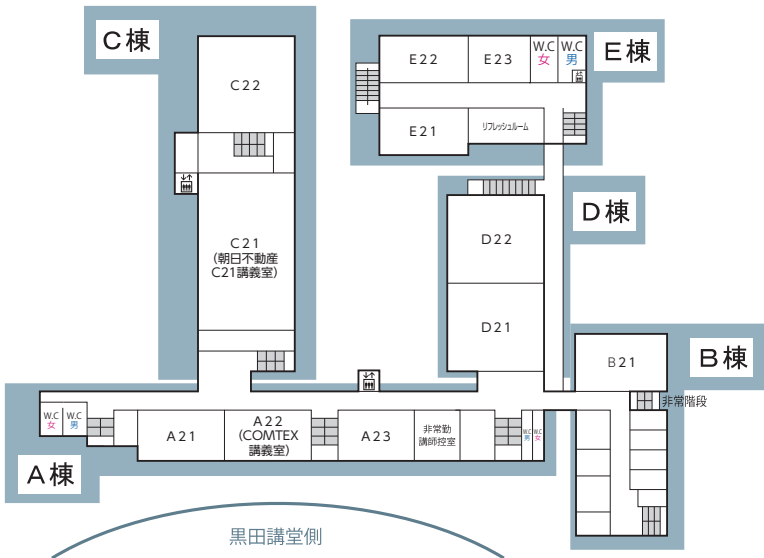 C棟
C22
C21
(朝日不動産
C21講義室)
E棟
E22
E23
W.C
女
W.C
男
E21
リフレッシュルーム
D棟
D22
D21
B棟
B21
非常階段
A棟
W.C
女
W.C
男
A21
A22
(COMTEX
講義室)
A23
非常勤
講師控室
W.C
男
W.C
女
黒田講堂側